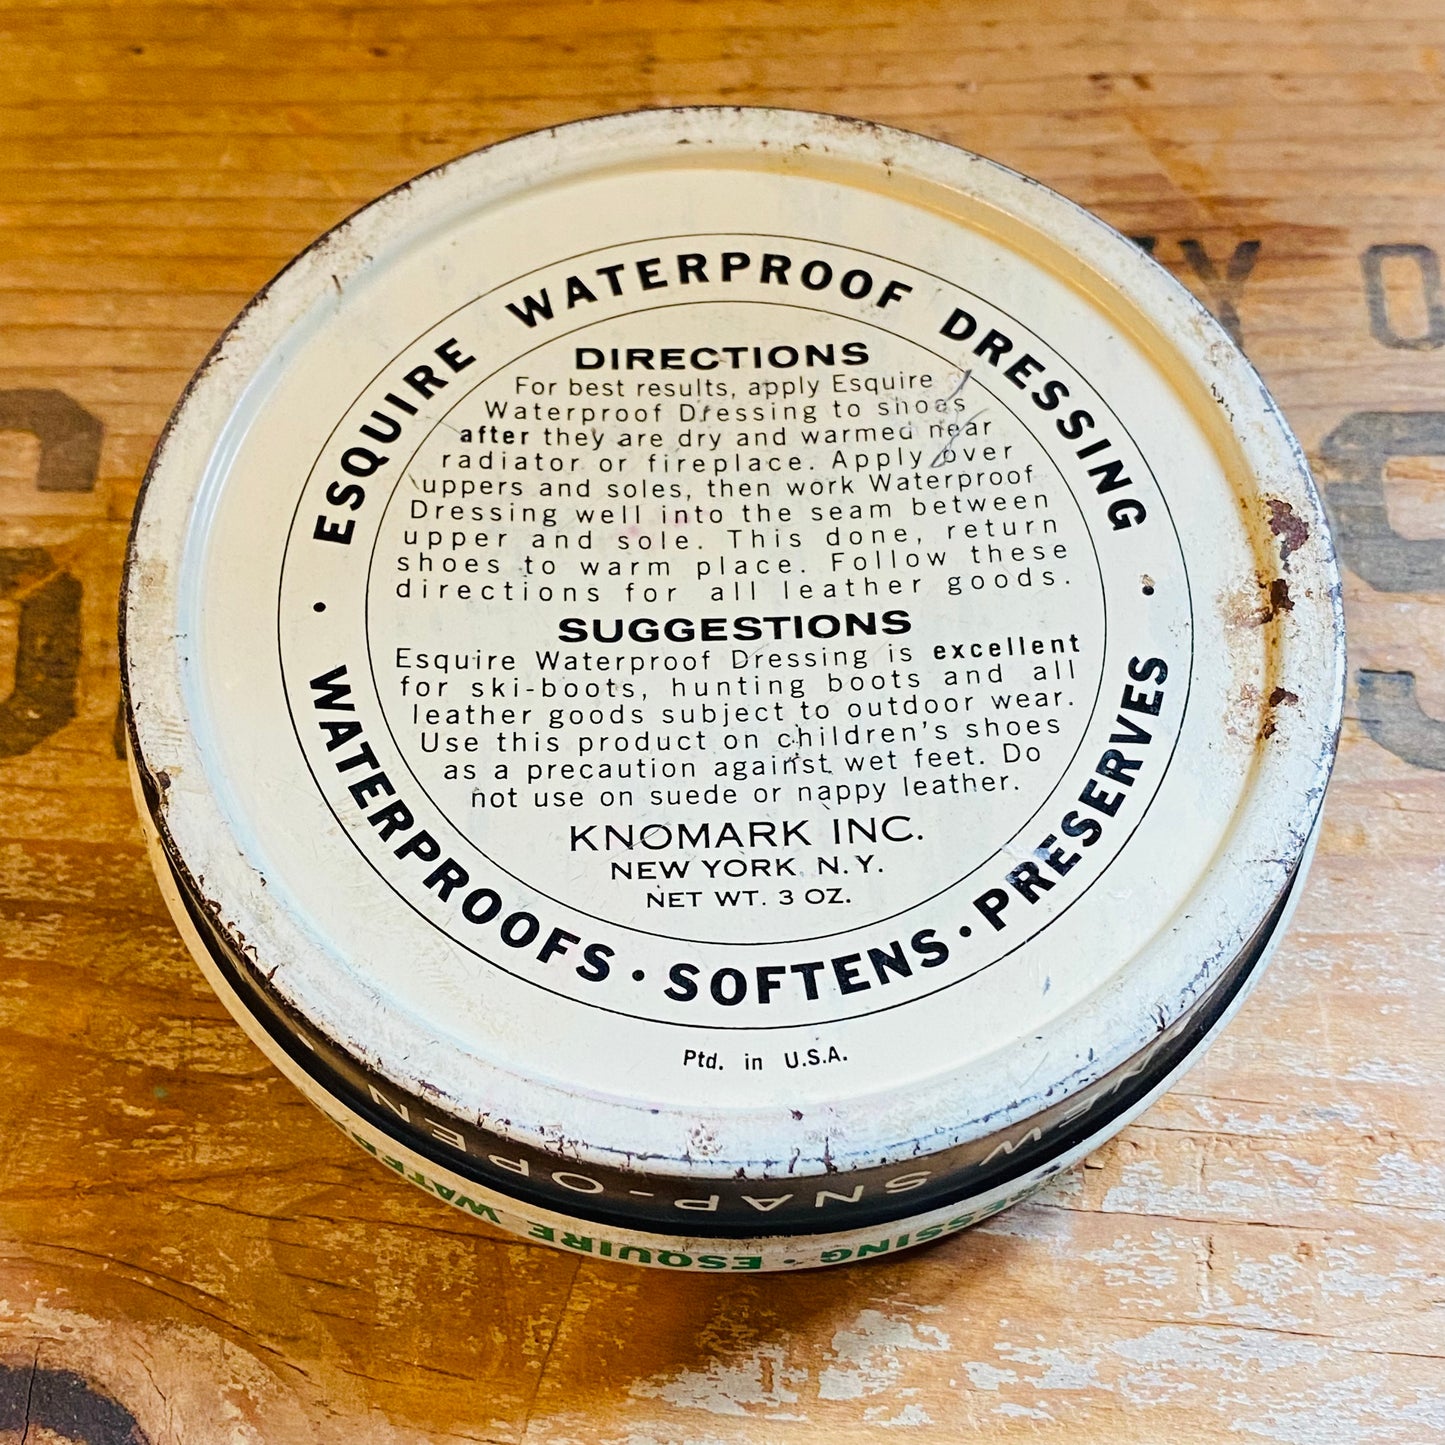 ESQUIRE WATERPROOF DRESSING
DIRECTIONS
For best results, apply Esquire
Waterproof Dressing to shoes
after they are dry and warmed near
radiator or fireplace. Apply over
uppers and soles, then work Waterproof
Dressing well into the seam between
upper and sole. This done, return
shoes to warm place. Follow these
directions for all leather goods.
SUGGESTIONS
Esquire Waterproof Dressing is excellent
for ski-boots, hunting boots and all
leather goods subject to outdoor wear.
Use this product on children's shoes
as a precaution against wet feet. Do
not use on suede or nappy leather.
KNOMARK INC.
NEW YORK, N.Y.
NET WT. 3 OZ.
· WATERPROOFS · SOFTENS · PRESERVES ·
Ptd. in U.S.A.
NEW SNAP-OPEN
ESQUIRE